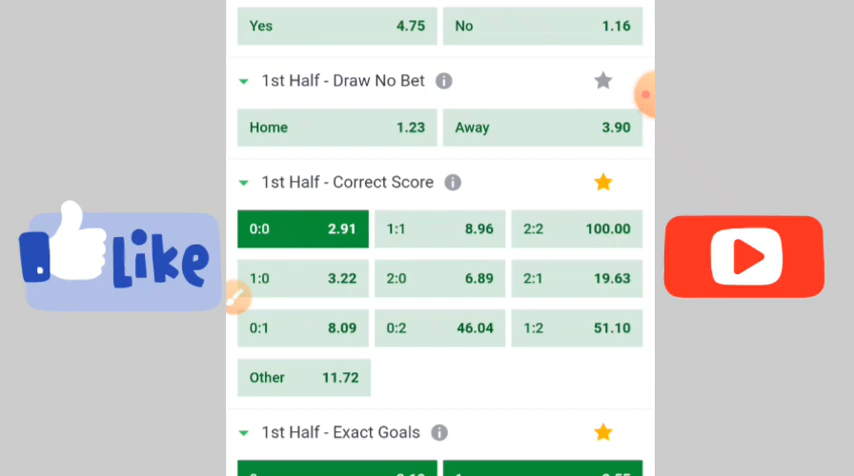 Yes 4.75 No 1.16
1st Half - Draw No Bet
Home 1.23 Away 3.90
1st Half - Correct Score
0:0 2.91 1:1 8.96 2:2 100.00
Like
1:0 3.22 2:0 6.89 2:1 19.63
0:1 8.09 0:2 46.04 1:2 51.10
Other 11.72
1st Half - Exact Goals